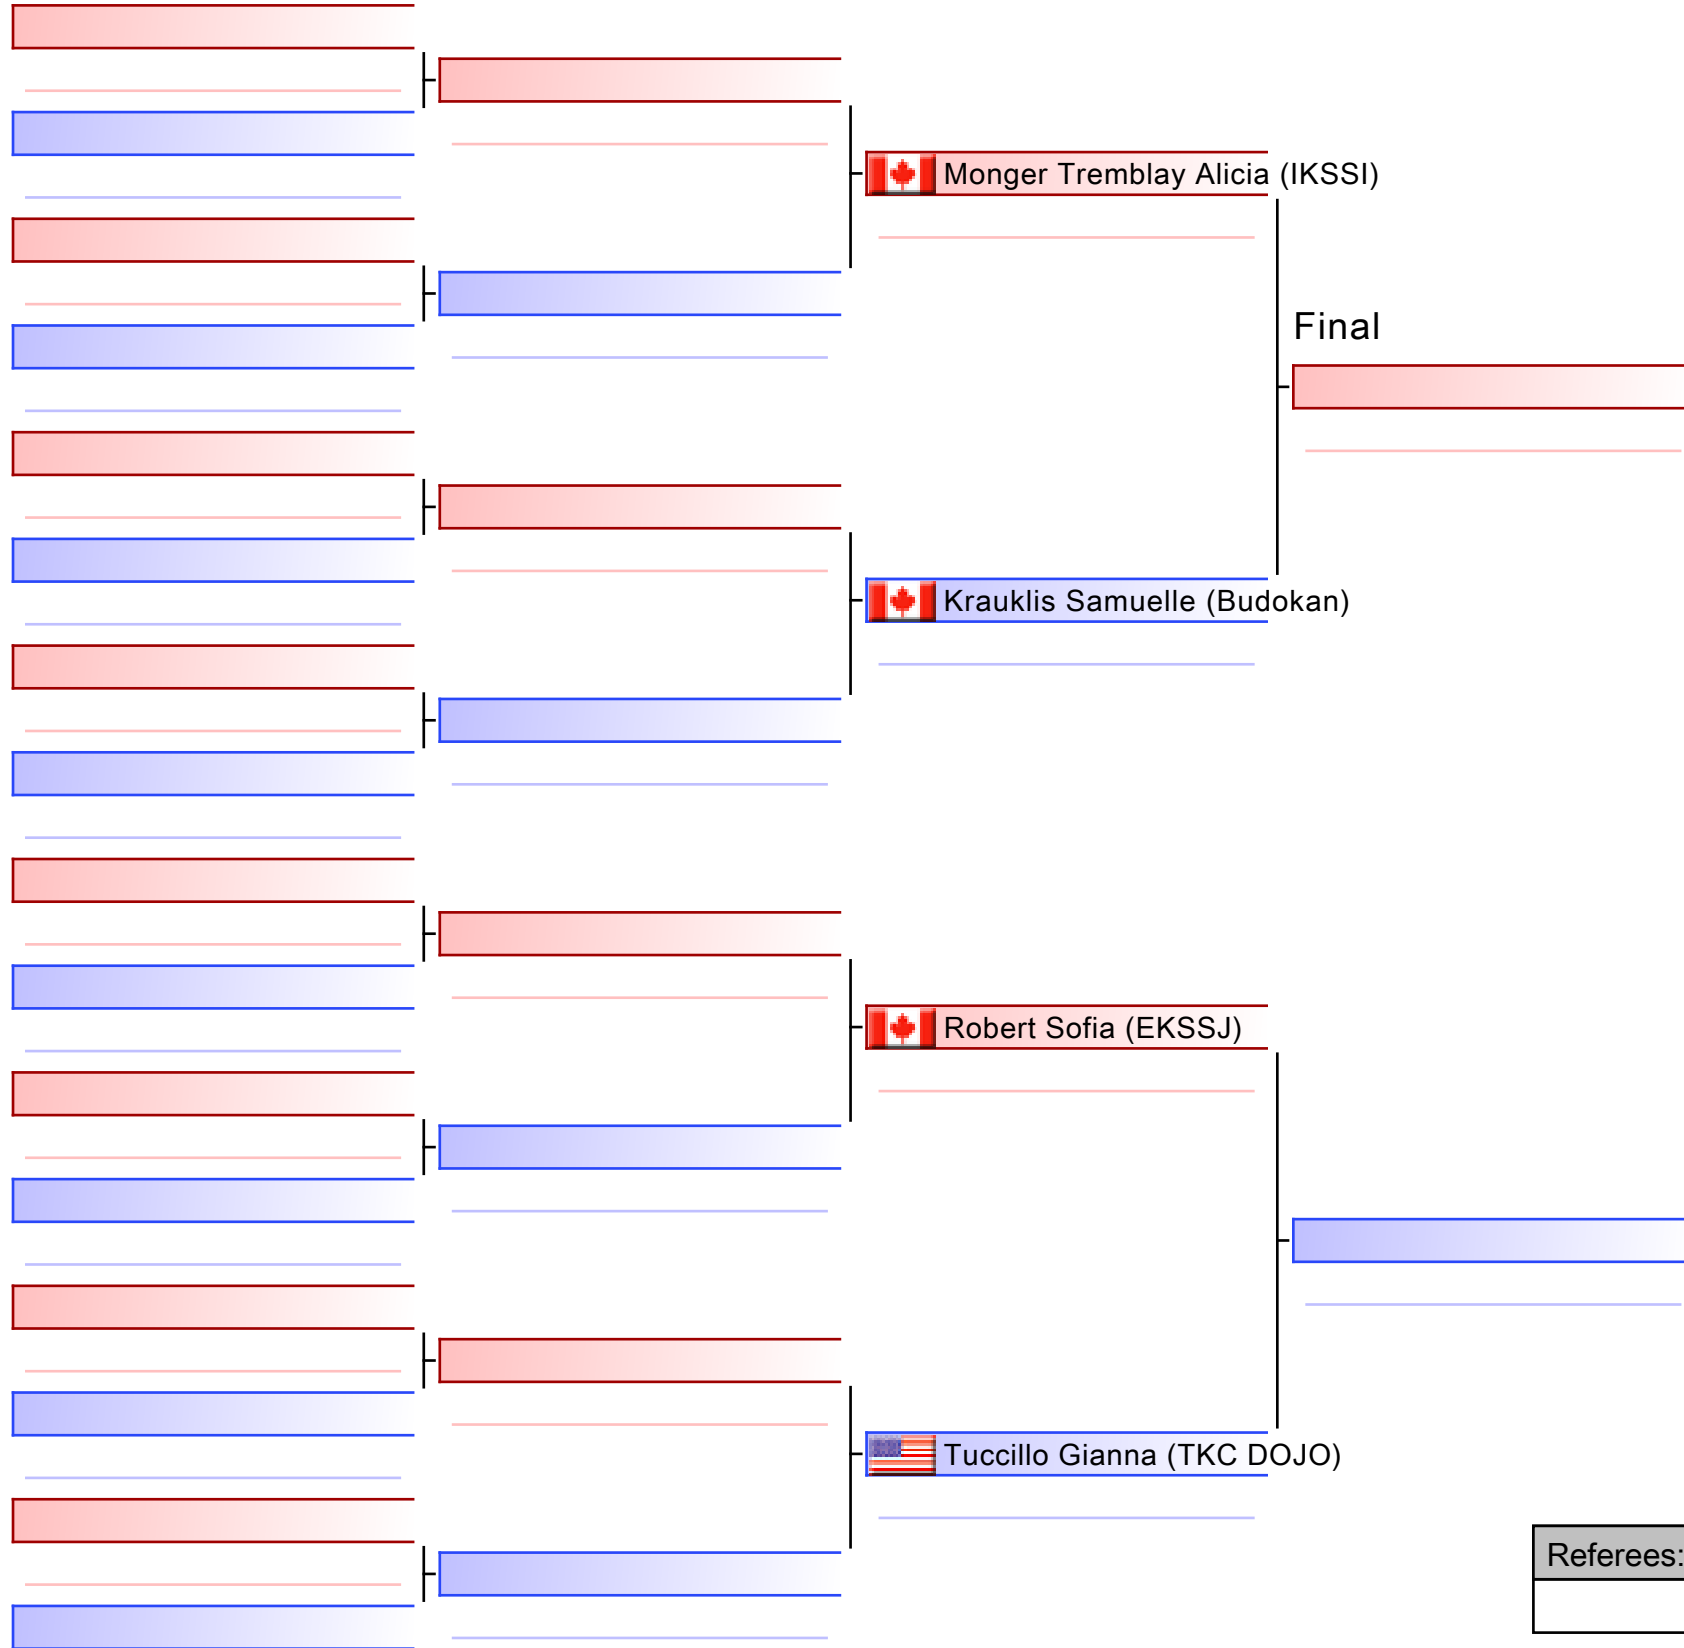 Monger Tremblay Alicia (IKSSI)
Final
Krauklis Samuelle (Budokan)
Robert Sofia (EKSSJ)
Tuccillo Gianna (TKC DOJO)
Referees: